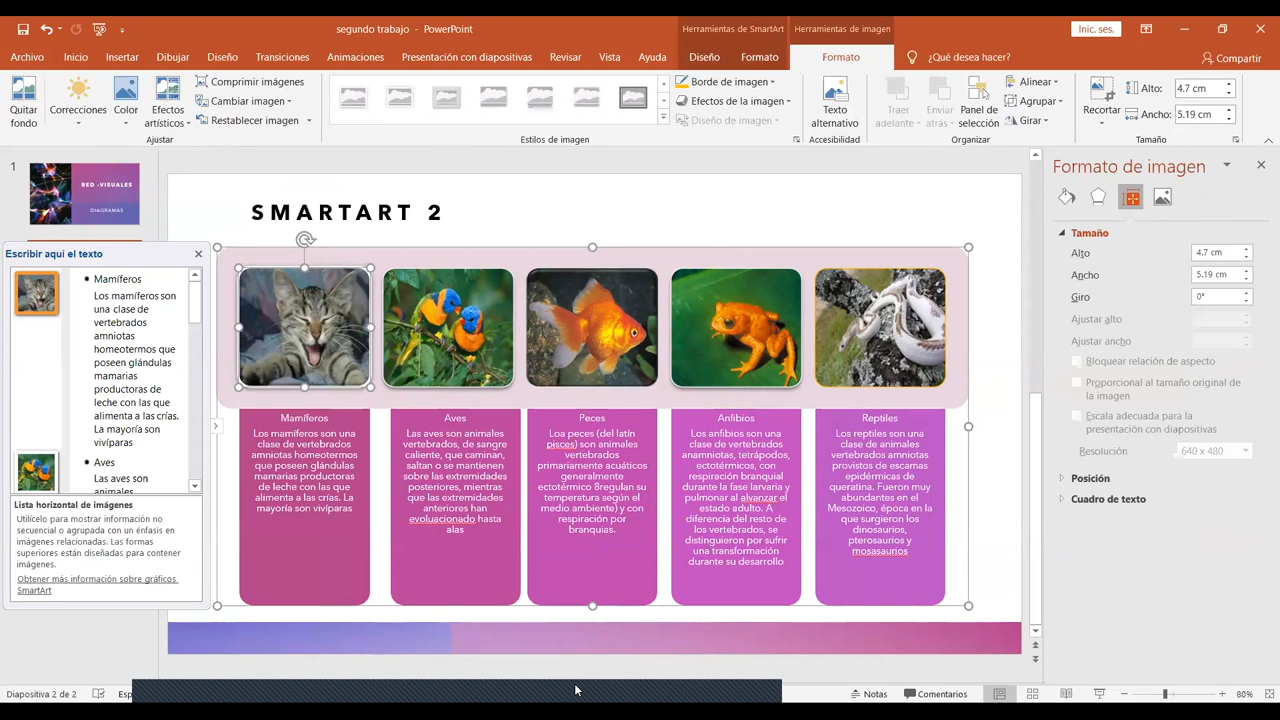 segundo trabajo - PowerPoint
Herramientas de SmartArt
Herramientas de imagen
Inic. ses.
Archivo
Inicio
Insertar
Dibujar
Diseño
Transiciones
Animaciones
Presentación con diapositivas
Revisar
Vista
Ayuda
Diseño
Formato
Formato
¿Qué desea hacer?
Compartir
Quitar
fondo
Correcciones
Color
Efectos
artísticos
Comprimir imágenes
Cambiar imagen
Restablecer imagen
Ajustar
Estilos de imagen
Borde de imagen
Efectos de la imagen
Diseño de imagen
Texto
alternativo
Accesibilidad
Traer
adelante
Enviar
atrás
Panel de
selección
Alinear
Agrupar
Girar
Organizar
Recortar
Alto: 4.7 cm
Ancho: 5.19 cm
Tamaño
1
RED -VISUALES
DIAGRAMAS
Escribir aquí el texto
Mamíferos
Los mamíferos son
una clase de
vertebrados
amniotas
homeotermos que
poseen glándulas
mamarias
productoras de
leche con las que
alimenta a las crías.
La mayoría son
vivíparas
Aves
Las aves son
animales
Lista horizontal de imágenes
Utilícelo para mostrar información no
secuencial o agrupada con un énfasis en
imágenes relacionadas. Las formas
superiores están diseñadas para contener
imágenes.
Obtener más información sobre gráficos
SmartArt
SMARTART 2
Mamíferos
Los mamíferos son una
clase de vertebrados
amniotas homeotermos
que poseen glándulas
mamarias productoras
de leche con las que
alimenta a las crías. La
mayoría son vivíparas
Aves
Las aves son animales
vertebrados, de sangre
caliente, que caminan,
saltan o se mantienen
sobre las extremidades
posteriores, mientras
que las extremidades
anteriores han
evoluacionado hasta
alas
Peces
Loa peces (del latín
pisces) son animales
vertebrados
primariamente acuáticos
generalmente
ectotérmico 8regulan su
temperatura según el
medio ambiente) y con
respiración por
branquias.
Anfibios
Los anfibios son una
clase de vertebrados
anamniotas, tetrápodos,
ectotérmicos, con
respiración branquial
durante la fase larvaria y
pulmonar al alvanzar el
estado adulto. A
diferencia del resto de
los vertebrados, se
distinguieron por sufrir
una transformación
durante su desarrollo
Reptiles
Los reptiles son una
clase de animales
vertebrados amniotas
provistos de escamas
epidérmicas de
queratina. Fueron muy
abundantes en el
Mesozoico, época en la
que surgieron los
dinosaurios,
pterosaurios y
mosasaurios
Formato de imagen
Tamaño
Alto 4.7 cm
Ancho 5.19 cm
Giro 0°
Ajustar alto
Ajustar ancho
Bloquear relación de aspecto
Proporcional al tamaño original de
la imagen
Escala adecuada para la
presentación con diapositivas
Resolución 640 x 480
Posición
Cuadro de texto
Diapositiva 2 de 2
Esp
Notas
Comentarios
80%